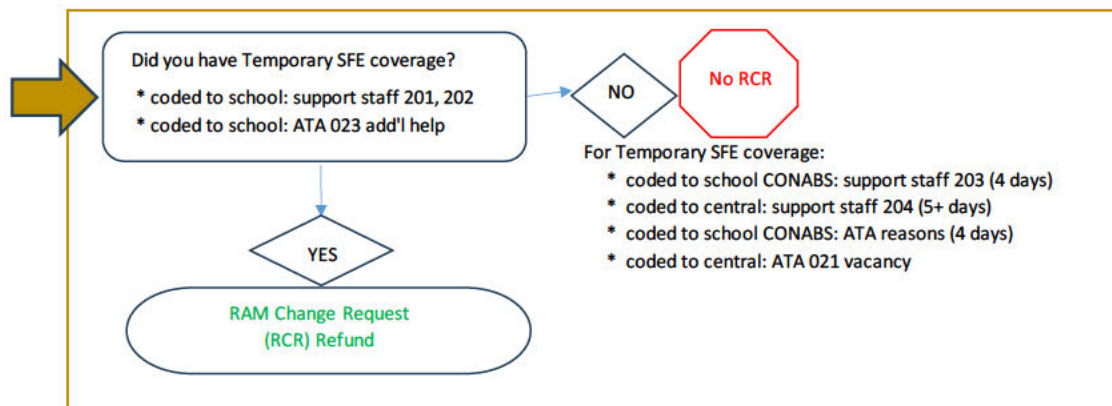 Did you have Temporary SFE coverage?
* coded to school: support staff 201, 202
* coded to school: ATA 023 add'l help
NO
No RCR
For Temporary SFE coverage:
* coded to school CONABS: support staff 203 (4 days)
* coded to central: support staff 204 (5+ days)
* coded to school CONABS: ATA reasons (4 days)
* coded to central: ATA 021 vacancy
YES
RAM Change Request
(RCR) Refund